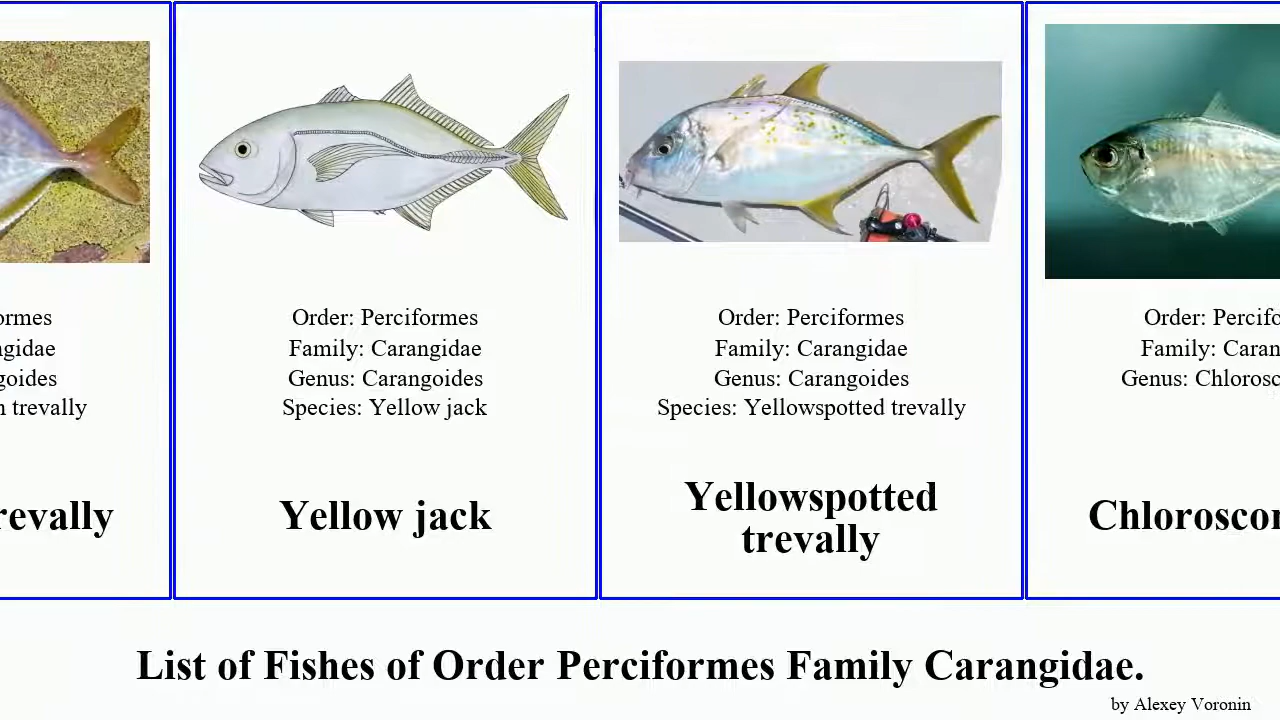 ormes
gidae
goides
n trevally
revally
Order: Perciformes
Family: Carangidae
Genus: Carangoides
Species: Yellow jack
Yellow jack
Order: Perciformes
Family: Carangidae
Genus: Carangoides
Species: Yellowspotted trevally
Yellowspotted
trevally
Order: Percifo
Family: Caran
Genus: Chlorosc
Chloroscor
List of Fishes of Order Perciformes Family Carangidae.
by Alexey Voronin